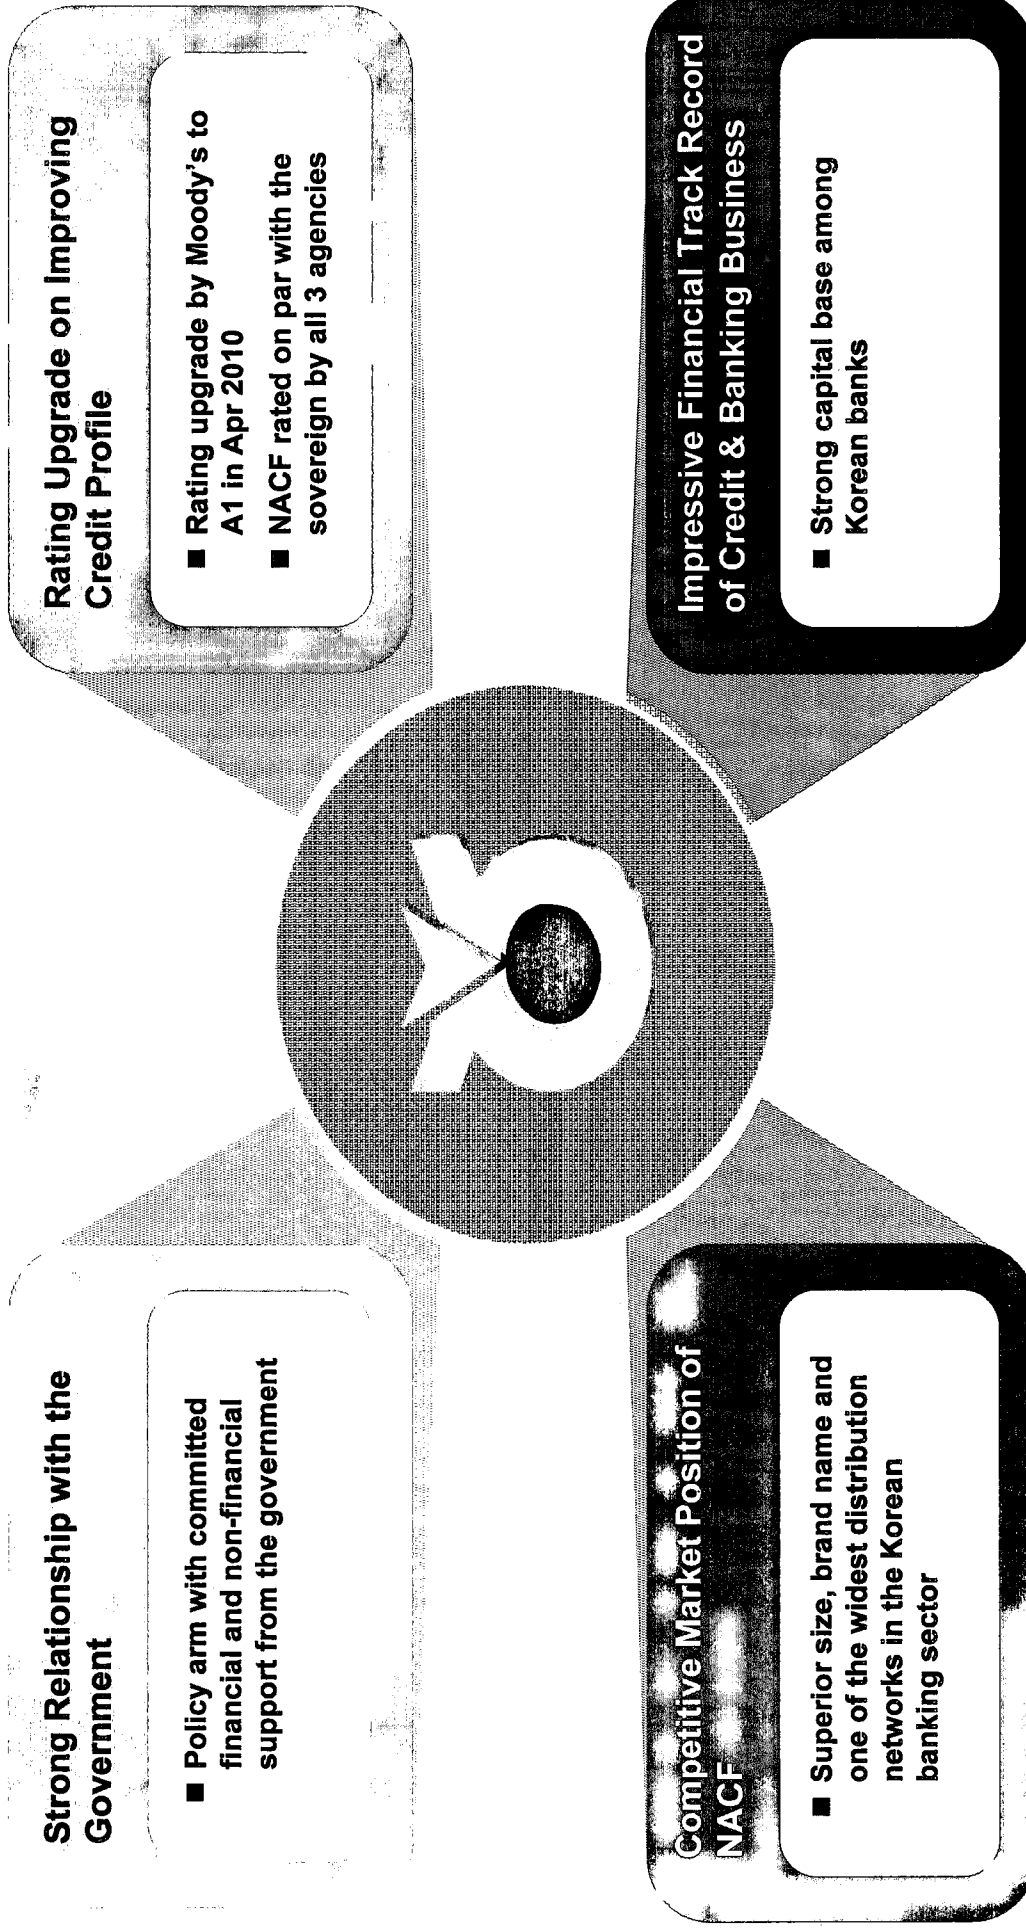 Strong Relationship with the
Government
■ Policy arm with committed
financial and non-financial
support from the government
Rating Upgrade on Improving
Credit Profile
■ Rating upgrade by Moody's to
A1 in Apr 2010
■ NACF rated on par with the
sovereign by all 3 agencies
Competitive Market Position of
NACF
■ Superior size, brand name and
one of the widest distribution
networks in the Korean
banking sector
Impressive Financial Track Record
of Credit & Banking Business
■ Strong capital base among
Korean banks